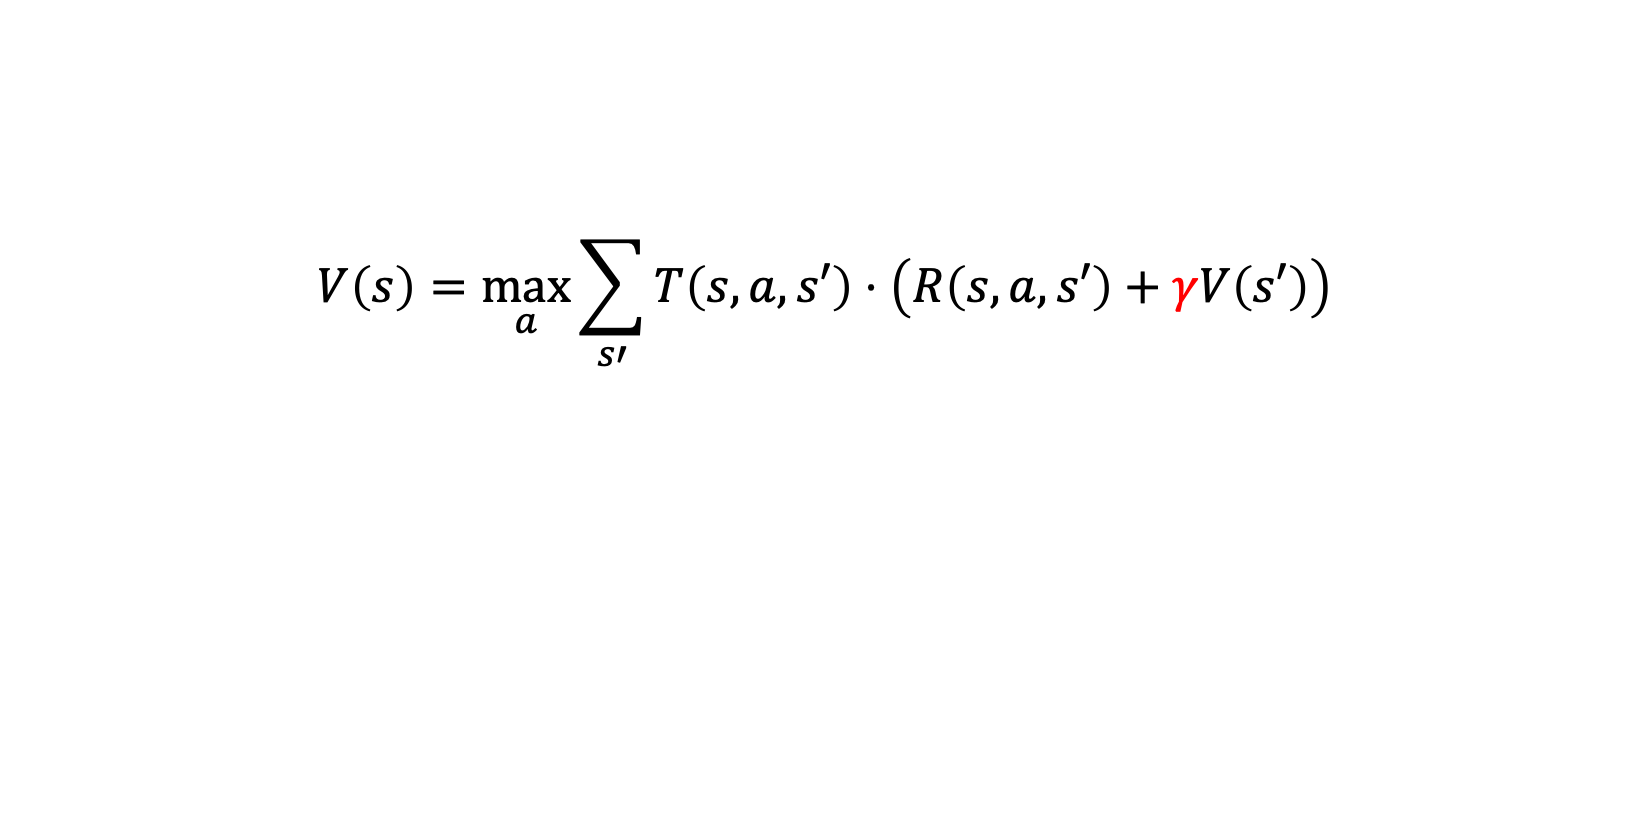 V(s) = max_a ∑_{s′} T(s, a, s′) · (R(s, a, s′) + γV(s′))